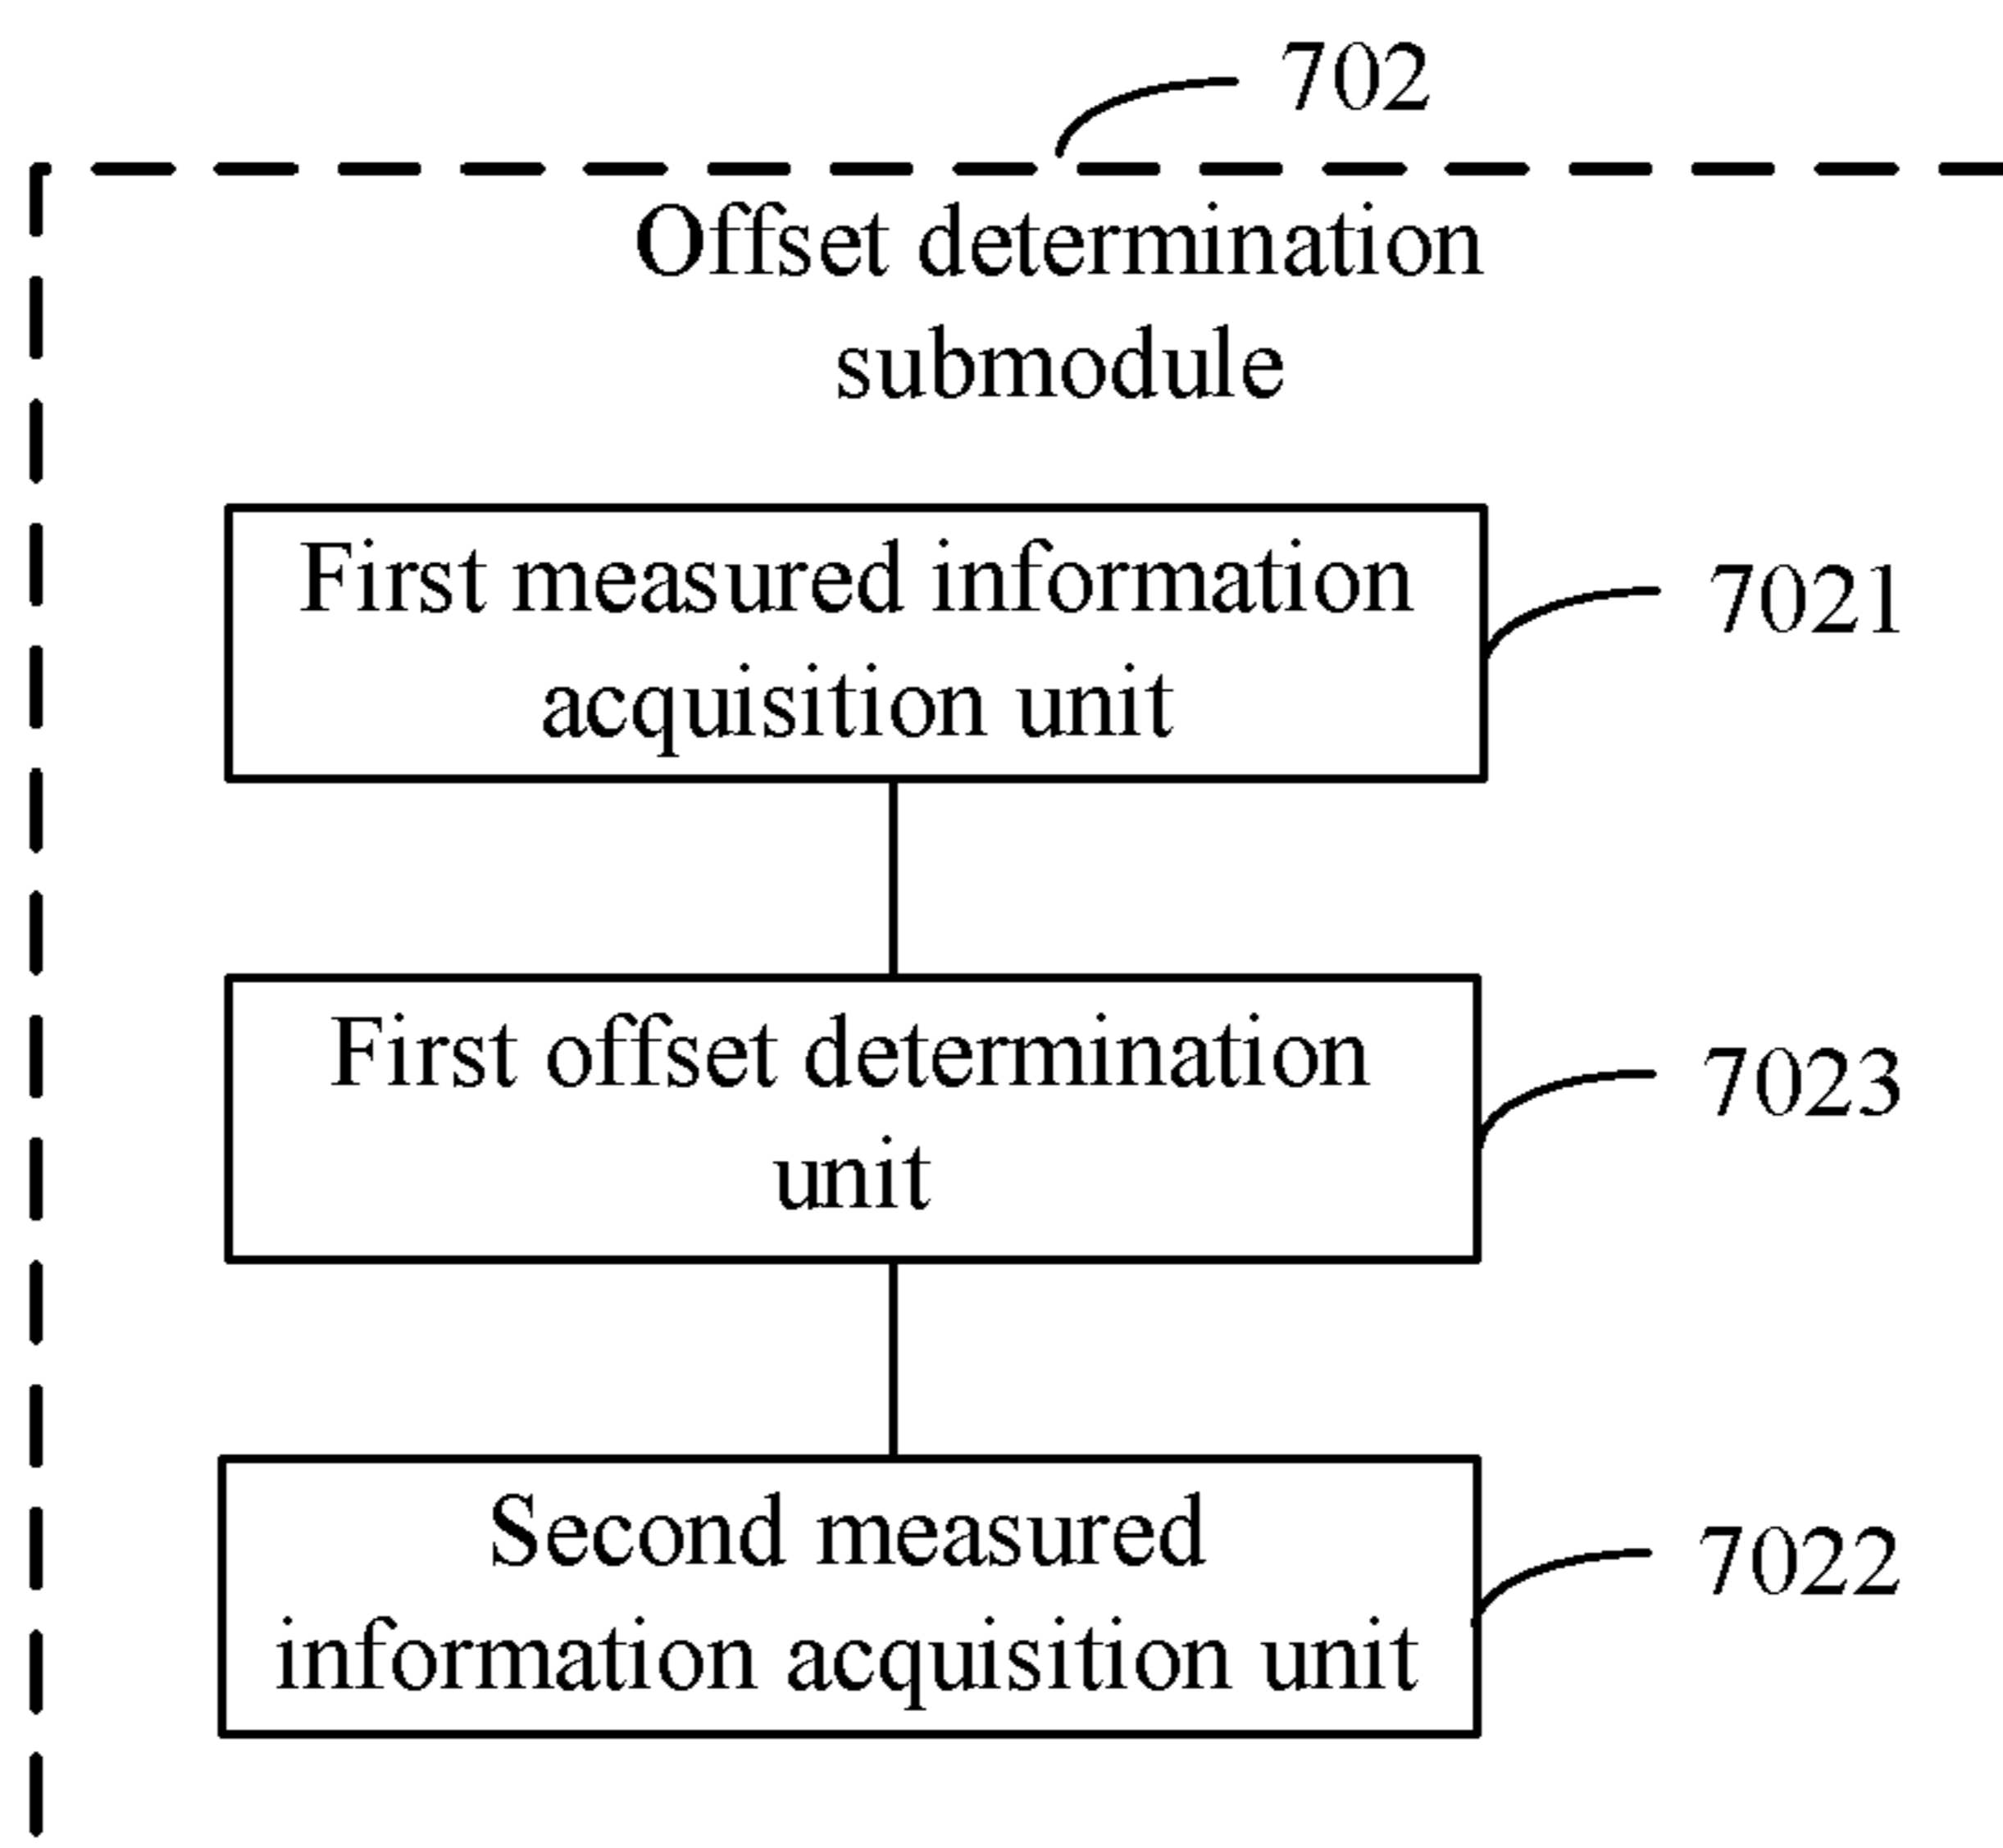 702
Offset determination
submodule
First measured information
acquisition unit
7021
First offset determination
unit
7023
Second measured
information acquisition unit
7022